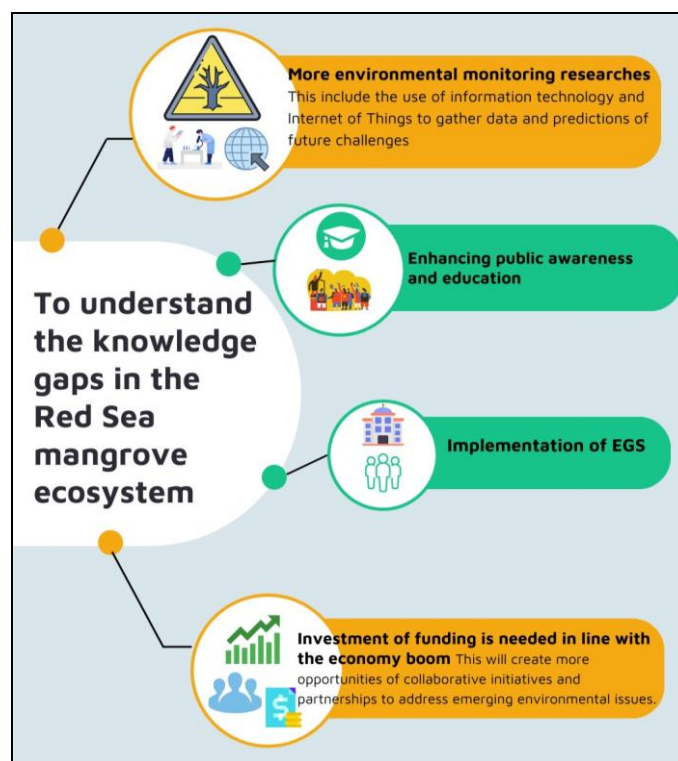 More environmental monitoring researches
This include the use of information technology and
Internet of Things to gather data and predictions of
future challenges
Enhancing public awareness
and education
To understand
the knowledge
gaps in the
Red Sea
mangrove
ecosystem
Implementation of EGS
Investment of funding is needed in line with
the economy boom This will create more
opportunities of collaborative initiatives and
partnerships to address emerging environmental issues.